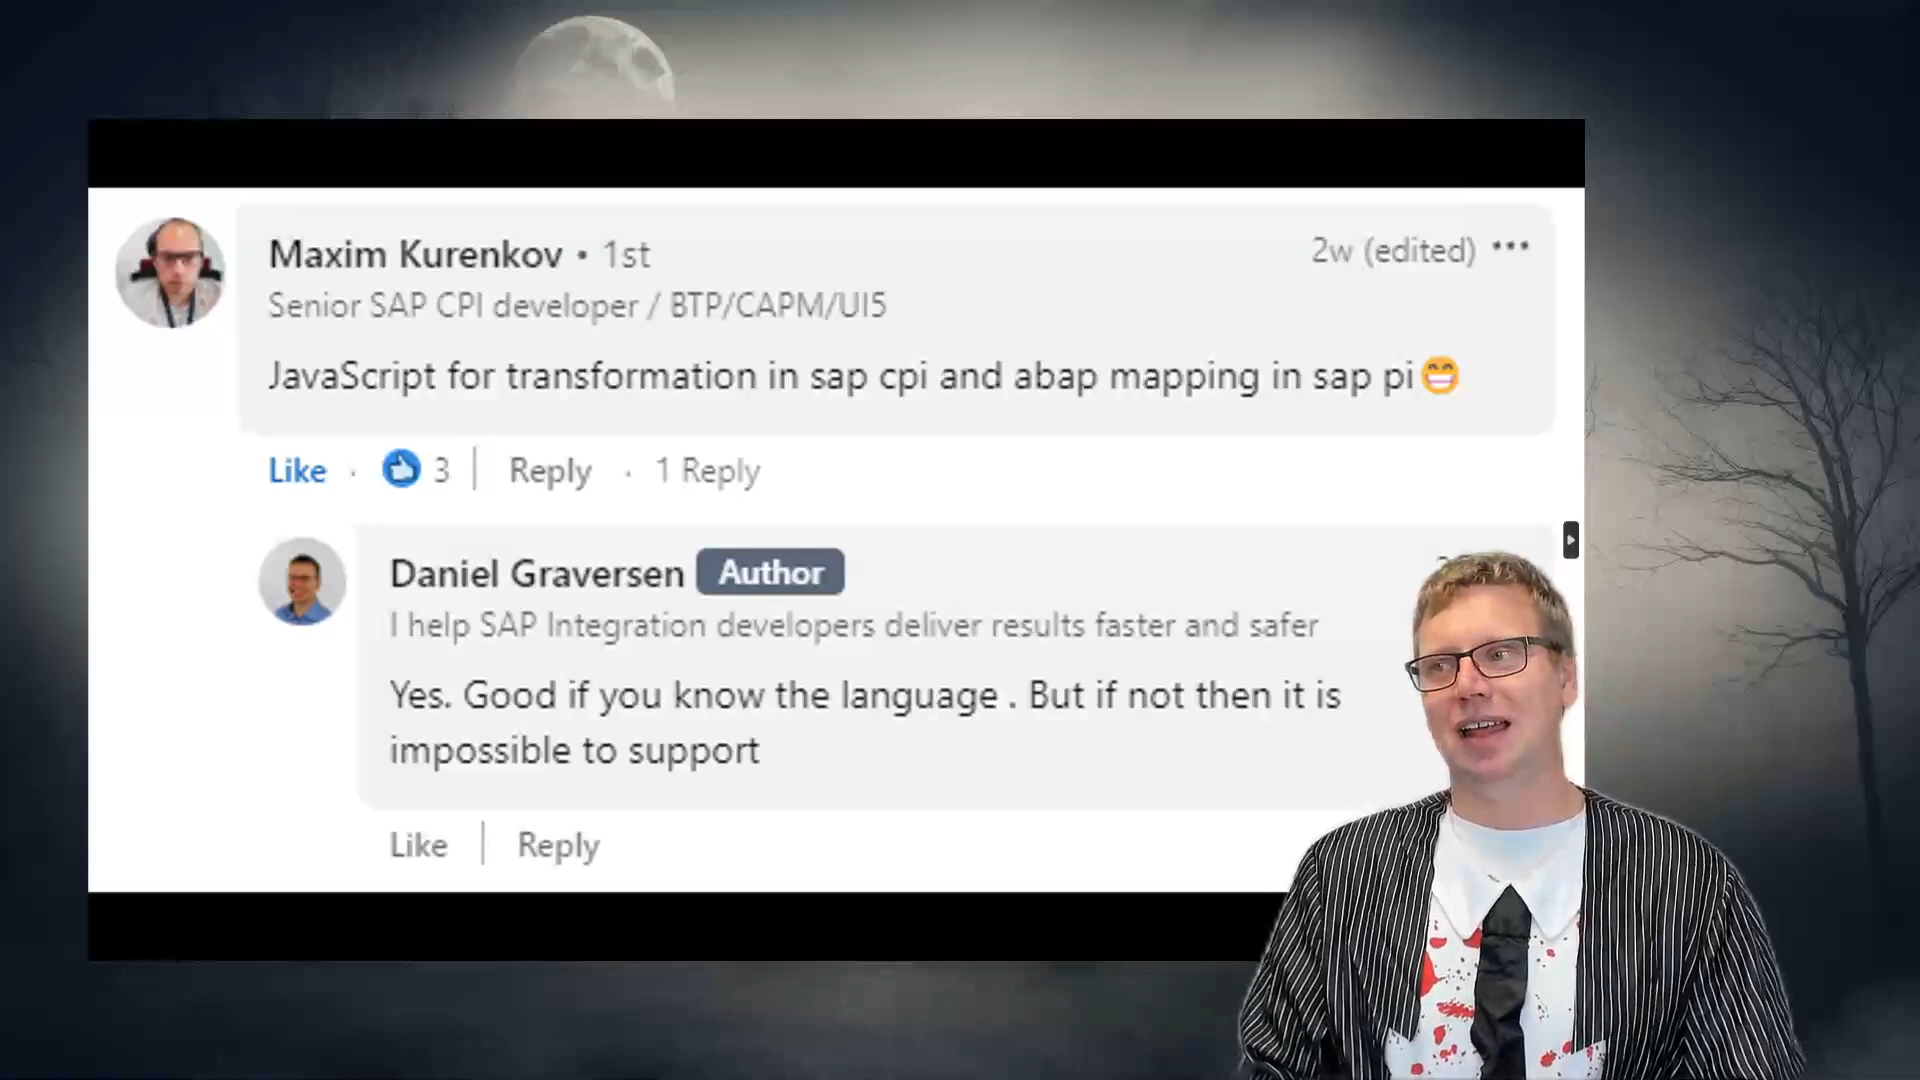 Maxim Kurenkov • 1st
2w (edited) •••
Senior SAP CPI developer / BTP/CAPM/UI5
JavaScript for transformation in sap cpi and abap mapping in sap pi😁
Like · 3 | Reply · 1 Reply
Daniel Graversen Author
I help SAP Integration developers deliver results faster and safer
Yes. Good if you know the language . But if not then it is
impossible to support
Like | Reply